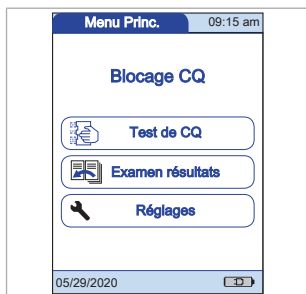 Menu Princ. 09:15 am
Blocage CQ
Test de CQ
Examen résultats
Réglages
05/29/2020